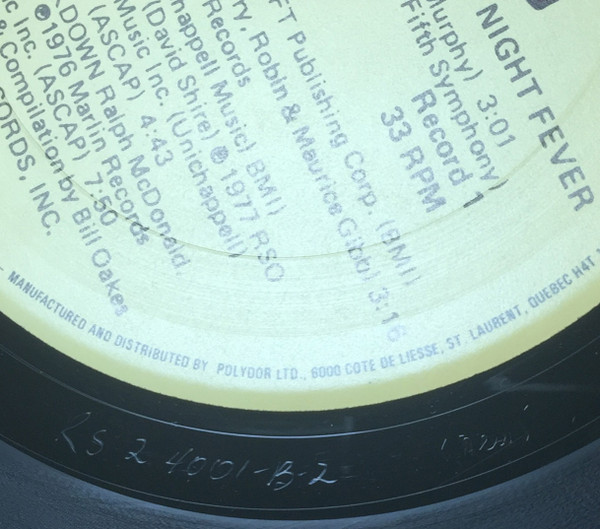 NIGHT FEVER
Murphy) 3:01
Fifth Symphony)
Record 1
33 RPM
FT Publishing Corp. (BMI)
ry, Robin & Maurice Gibb) 3:16
Records
happell Music) BMI)
(David Shire) ℗ 1977 RSO
Music Inc. (Unichappell)
(ASCAP) 4:43
DOWN Ralph McDonald,
℗ 1976 Marlin Records
c Inc. (ASCAP) 7:50
Compilation by Bill Oakes
CORDS, INC.
MANUFACTURED AND DISTRIBUTED BY POLYDOR LTD., 6000 COTE DE LIESSE, ST. LAURENT, QUEBEC H4T
RS 2 4001-B-2